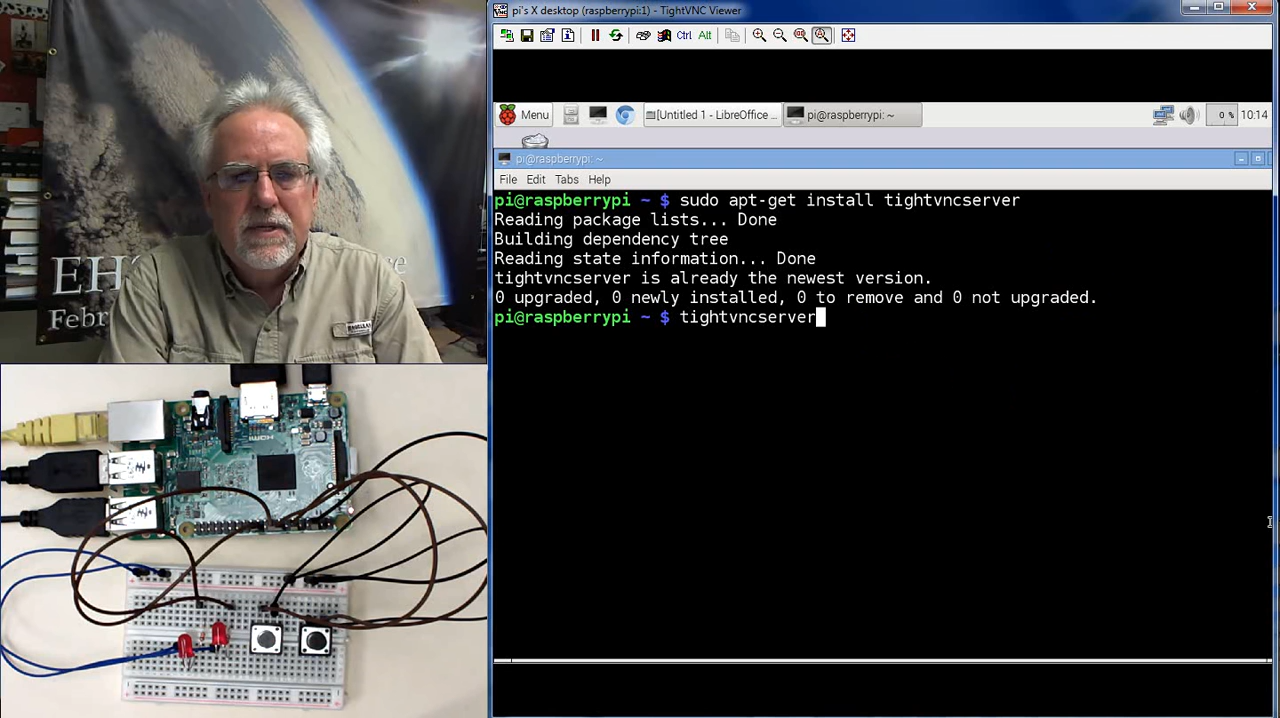 pi's X desktop (raspberrypi:1) - TightVNC Viewer
Ctrl Alt
Menu
[Untitled 1 - LibreOffice ...
pi@raspberrypi: ~
0 %
10:14
pi@raspberrypi: ~
File Edit Tabs Help
pi@raspberrypi ~ $ sudo apt-get install tightvncserver
Reading package lists... Done
Building dependency tree
Reading state information... Done
tightvncserver is already the newest version.
0 upgraded, 0 newly installed, 0 to remove and 0 not upgraded.
pi@raspberrypi ~ $ tightvncserver
EH
Febr
HDMI